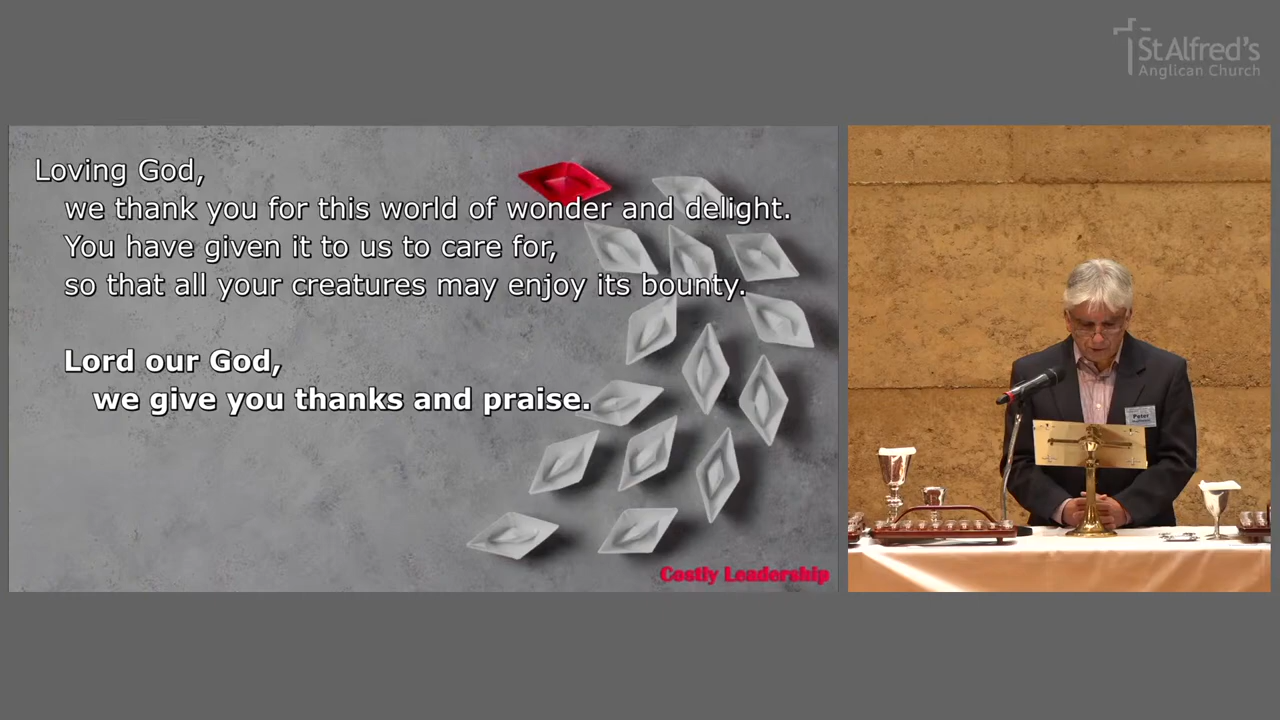 StAlfred's
Anglican Church
Loving God,
we thank you for this world of wonder and delight.
You have given it to us to care for,
so that all your creatures may enjoy its bounty.
Lord our God,
we give you thanks and praise.
Costly Leadership
Peter